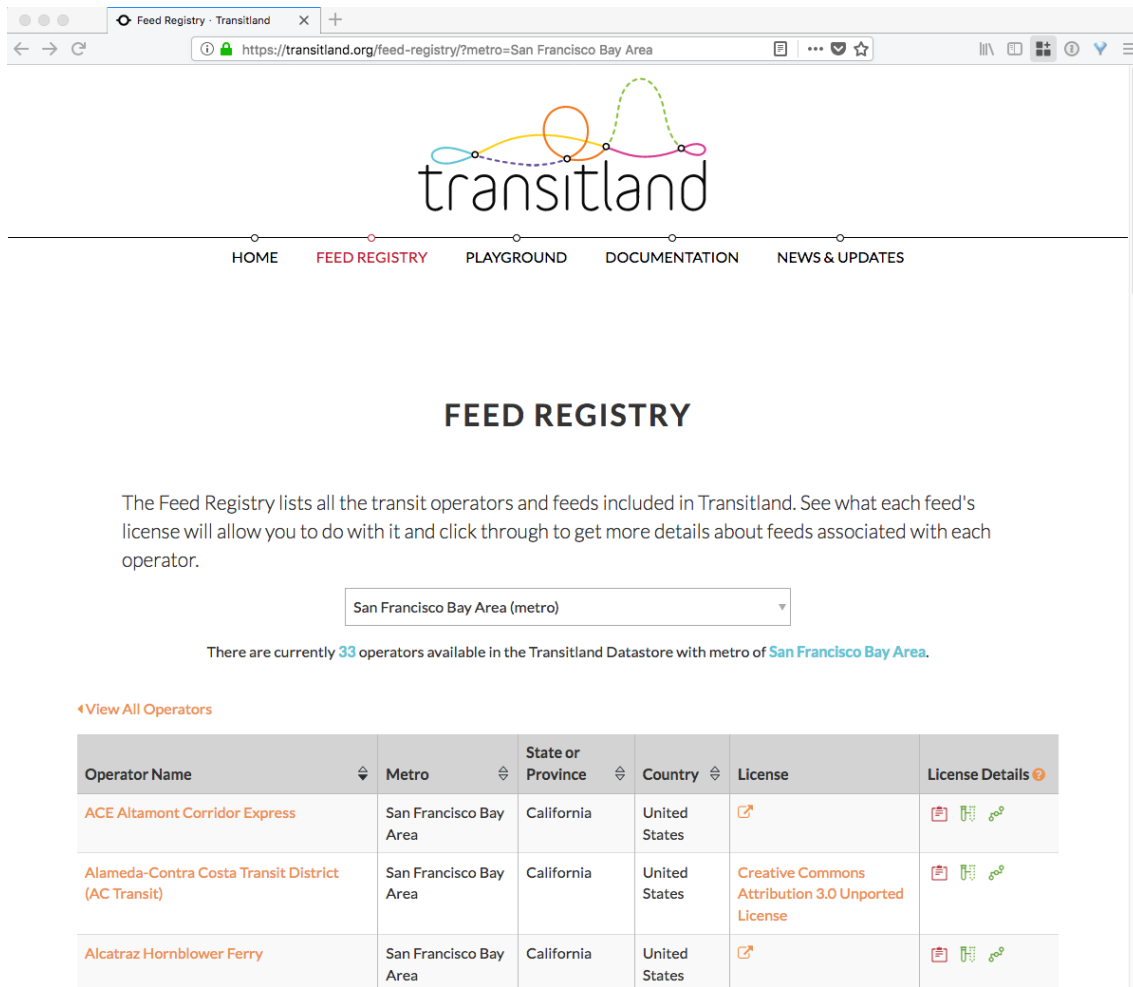 Feed Registry · Transitland
https://transitland.org/feed-registry/?metro=San Francisco Bay Area
transitland
HOME FEED REGISTRY PLAYGROUND DOCUMENTATION NEWS & UPDATES
FEED REGISTRY
The Feed Registry lists all the transit operators and feeds included in Transitland. See what each feed's
license will allow you to do with it and click through to get more details about feeds associated with each
operator.
San Francisco Bay Area (metro)
There are currently 33 operators available in the Transitland Datastore with metro of San Francisco Bay Area.
View All Operators
Operator Name Metro State or Province Country License License Details ?
ACE Altamont Corridor Express San Francisco Bay Area California United States
Alameda-Contra Costa Transit District (AC Transit) San Francisco Bay Area California United States Creative Commons Attribution 3.0 Unported License
Alcatraz Hornblower Ferry San Francisco Bay Area California United States